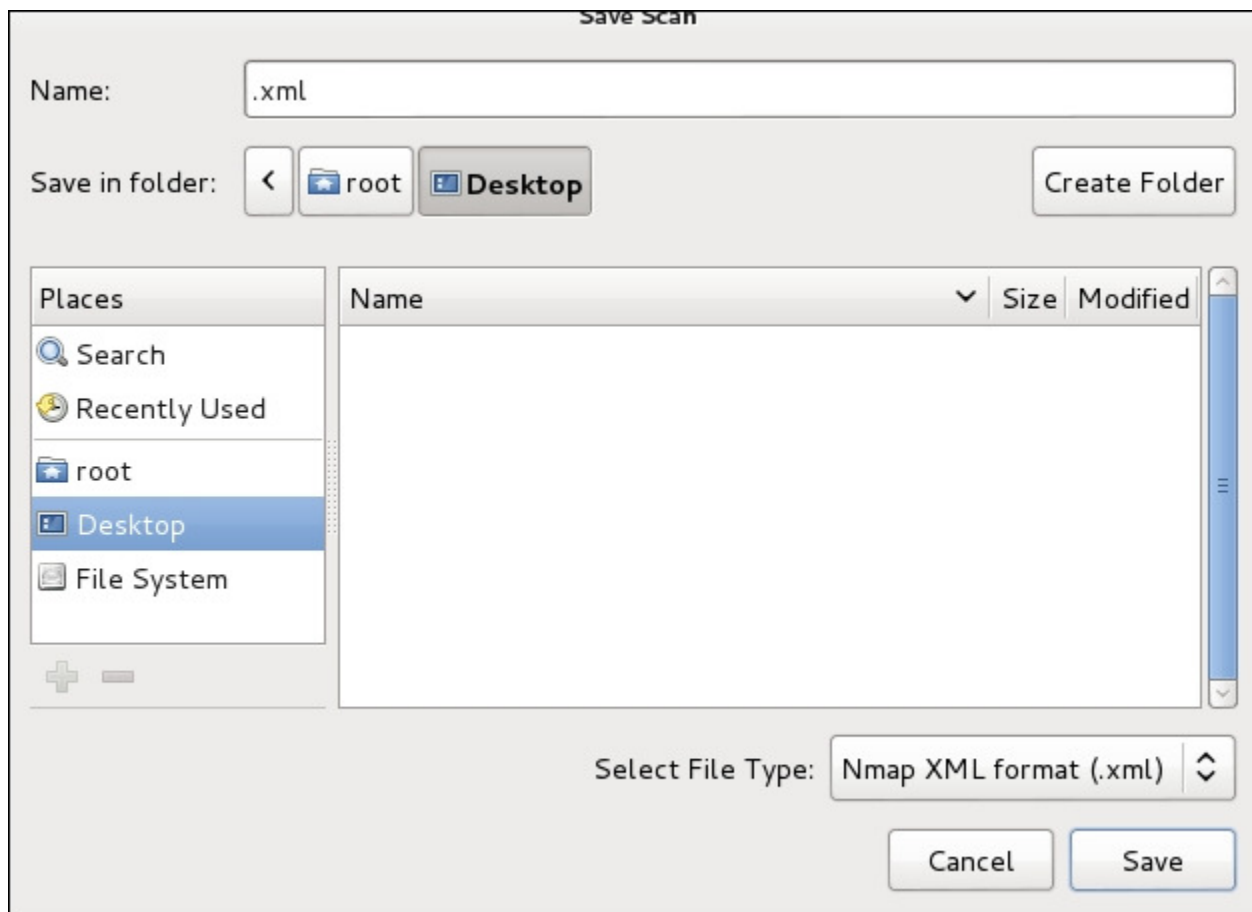 Save Scan
Name: .xml
Save in folder: root Desktop Create Folder
Places
Search
Recently Used
root
Desktop
File System
Name Size Modified
Select File Type: Nmap XML format (.xml)
Cancel Save